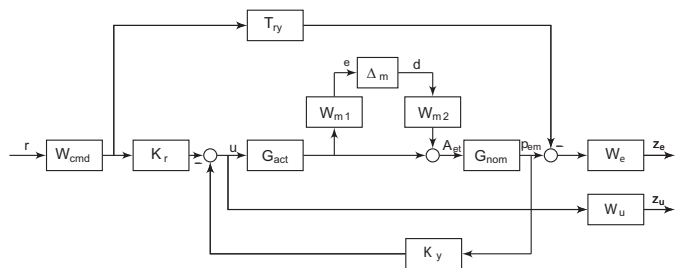 T_ry
e Δ_m d
W_m1 W_m2
r W_cmd K_r u G_act A_et G_nom p_em W_e z_e
− −
W_u z_u
K_y